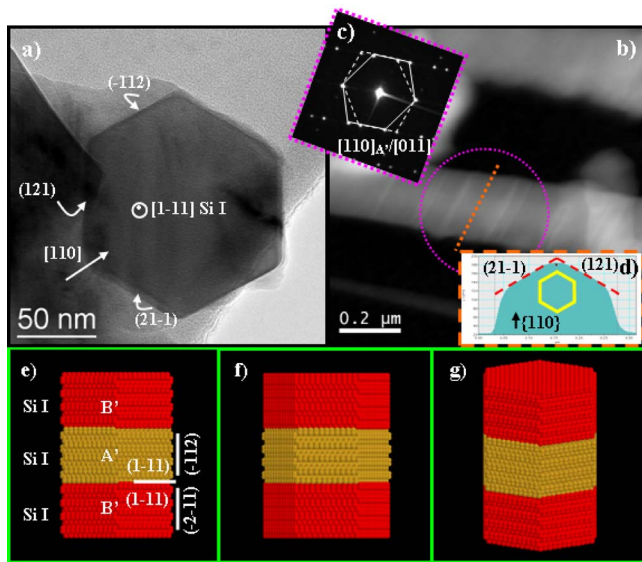 a)
(-112)
(121)
[1-11] Si I
[110]
(21-1)
50 nm
c)
[110]A'/[011̄]
b)
0.2 μm
d)
(21-1)
(121)
{110}
e)
Si I
B'
Si I
A'
(1-11)
(-112)
(1-11)
Si I
B'
(-2-11)
f)
g)